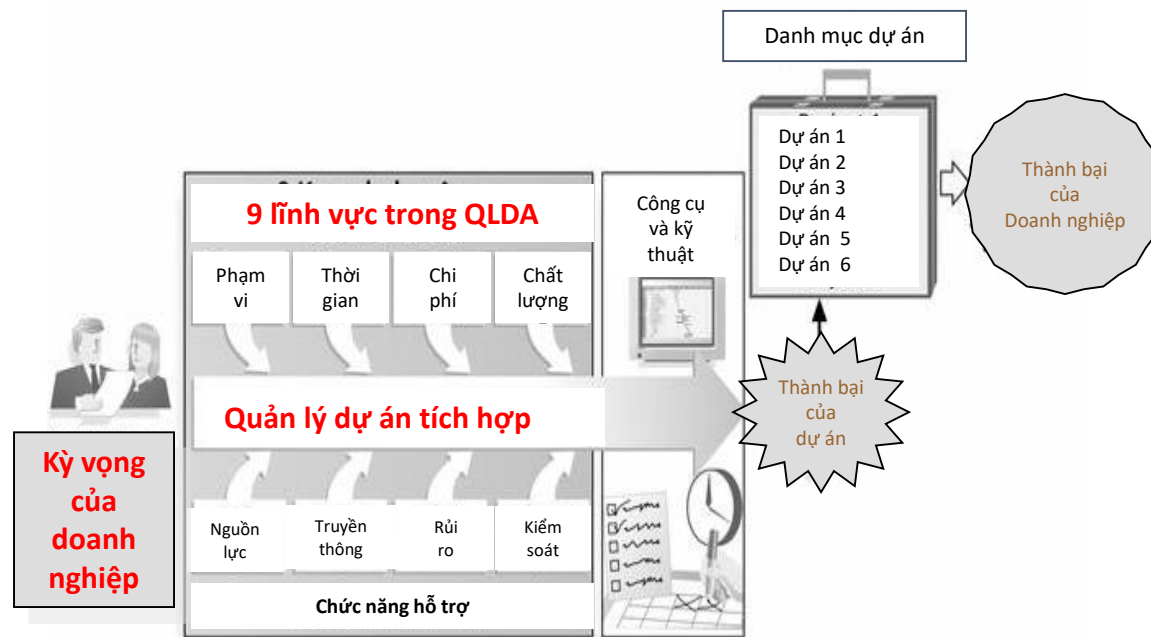 Danh mục dự án
Dự án 1
Dự án 2
Dự án 3
Dự án 4
Dự án  5
Dự án  6
Thành bại
của
Doanh nghiệp
9 lĩnh vực trong QLDA
Công cụ
và kỹ
thuật
Phạm
vi
Thời
gian
Chi
phí
Chất
lượng
Quản lý dự án tích hợp
Thành bại
của
dự án
Kỳ vọng
của
doanh
nghiệp
Nguồn
lực
Truyền
thông
Rủi
ro
Kiểm
soát
Chức năng hỗ trợ